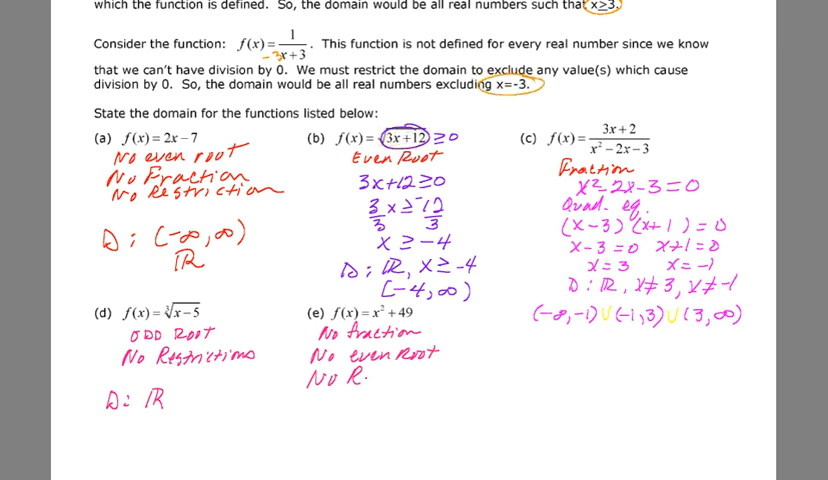 which the function is defined. So, the domain would be all real numbers such that x≥3.
Consider the function: f(x)=1/(x+3). This function is not defined for every real number since we know
-3
that we can't have division by 0. We must restrict the domain to exclude any value(s) which cause
division by 0. So, the domain would be all real numbers excluding x=-3.
State the domain for the functions listed below:
(a) f(x)=2x-7
No even root
No Fraction
No Restriction
D: (-∞,∞)
ℝ
(b) f(x)=√(3x+12) ≥0
Even Root
3x+12≥0
3x≥-12
3 3
x≥-4
D: ℝ, x≥-4
[-4,∞)
(c) f(x)=(3x+2)/(x²-2x-3)
Fraction
x²-2x-3=0
Quad. eq.
(x-3)(x+1)=0
x-3=0 x+1=0
x=3 x=-1
D: ℝ, x≠3, x≠-1
(-∞,-1)∪(-1,3)∪(3,∞)
(d) f(x)=∛(x-5)
ODD ROOT
No Restrictions
D: ℝ
(e) f(x)=x²+49
No fraction
No even Root
No R.